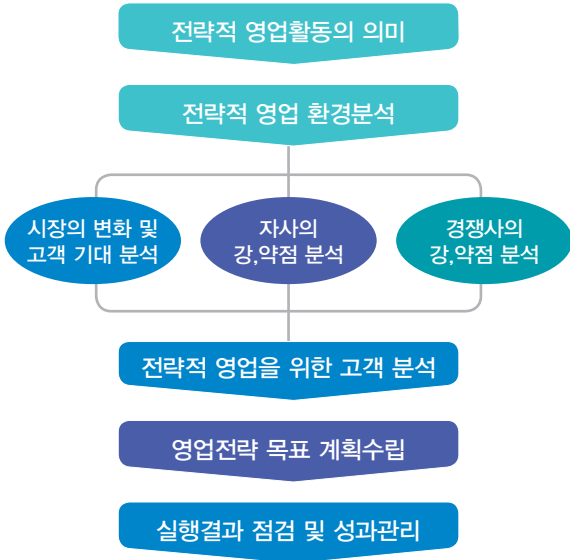 전략적 영업활동의 의미
전략적 영업 환경분석
시장의 변화 및
고객 기대 분석
자사의
강,약점 분석
경쟁사의
강,약점 분석
전략적 영업을 위한 고객 분석
영업전략 목표 계획수립
실행결과 점검 및 성과관리